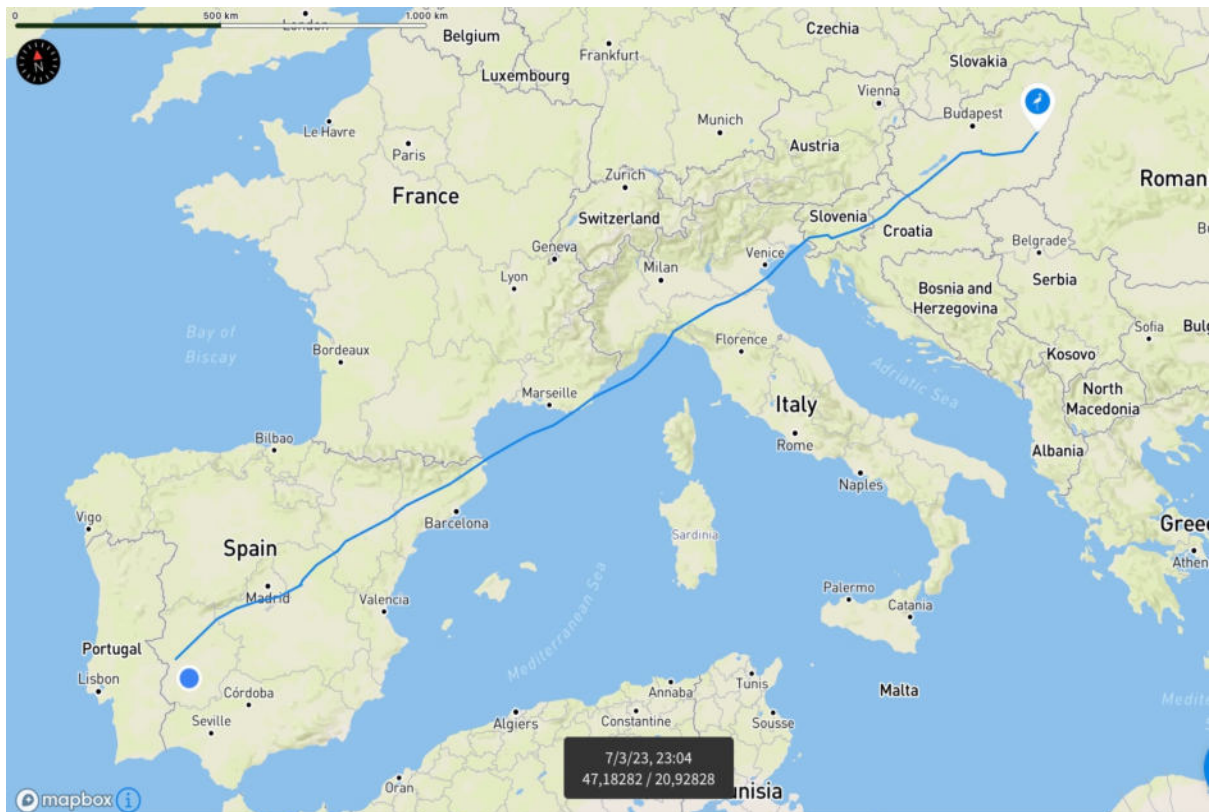 0
500 km
1.000 km
London
Belgium
Frankfurt
Czechia
Luxembourg
Slovakia
Vienna
Le Havre
Paris
Munich
Budapest
Austria
Zurich
France
Switzerland
Roman
Slovenia
Geneva
Croatia
Lyon
Milan
Venice
Belgrade
Serbia
Bosnia and
Herzegovina
Bay of
Biscay
Bordeaux
Florence
Sofia
Bulg
Kosovo
Adriatic Sea
Marseille
North
Macedonia
Italy
Bilbao
Rome
Albania
Vigo
Barcelona
Naples
Greece
Sardinia
Spain
Athen
Madrid
Valencia
Palermo
Catania
Mediterranean Sea
Portugal
Lisbon
Córdoba
Seville
Annaba
Tunis
Malta
Algiers
Constantine
Sousse
7/3/23, 23:04
47,18282 / 20,92828
Oran
unisia
mapbox